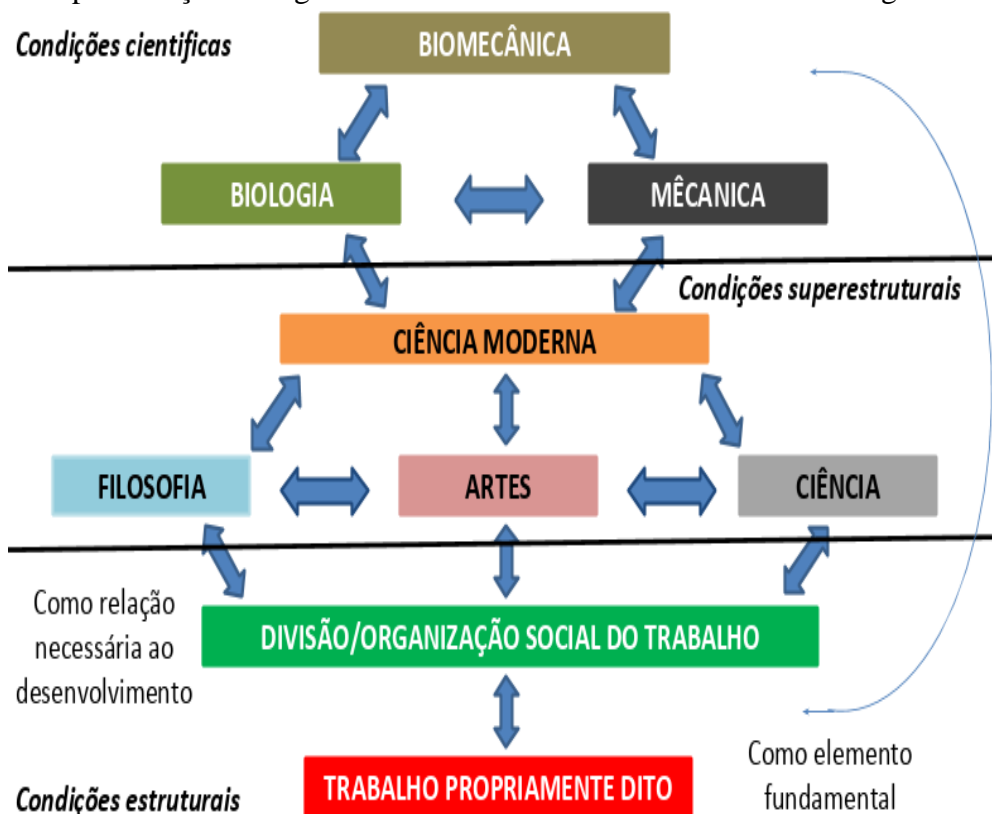 Condições científicas
BIOMECÂNICA
BIOLOGIA
MÊCANICA
Condições superestruturais
CIÊNCIA MODERNA
FILOSOFIA
ARTES
CIÊNCIA
Como relação
necessária ao
desenvolvimento
DIVISÃO/ORGANIZAÇÃO SOCIAL DO TRABALHO
Como elemento
fundamental
TRABALHO PROPRIAMENTE DITO
Condições estruturais